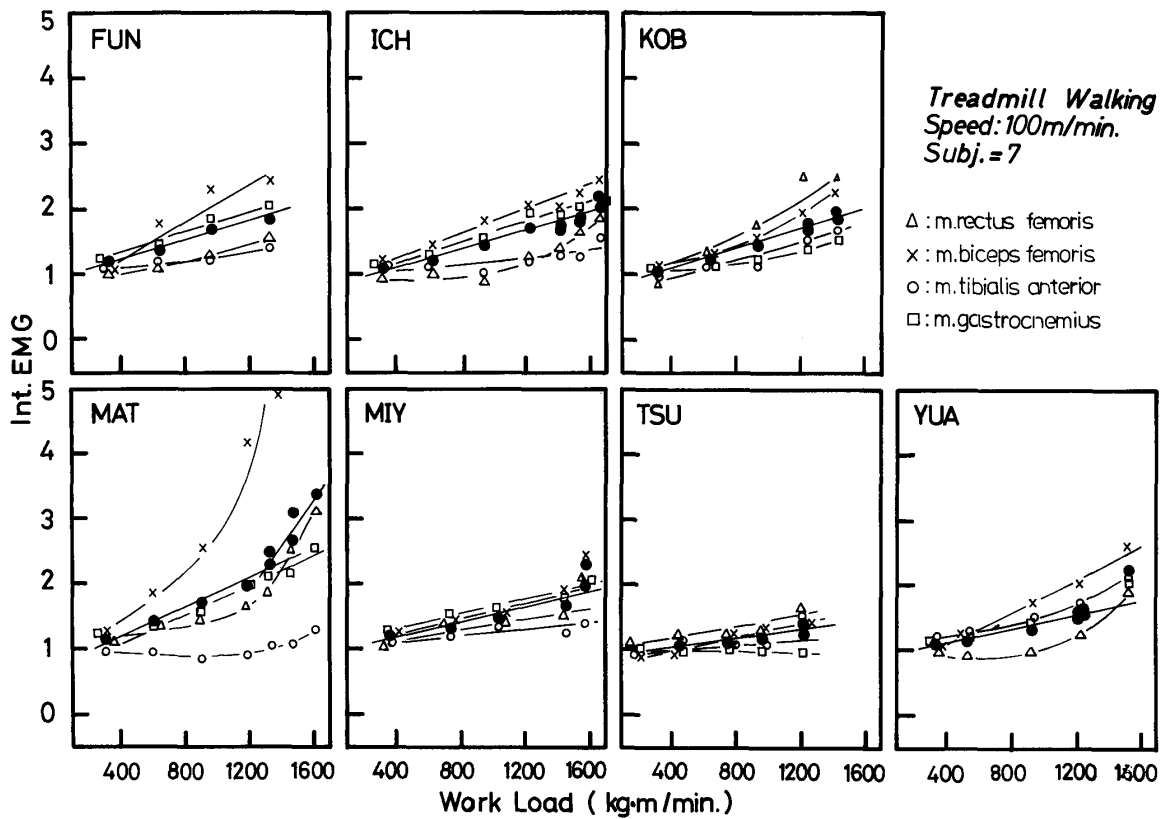 5
4
3
2
1
0
FUN
ICH
KOB
Treadmill Walking
Speed: 100m/min.
Subj. = 7
△ : m.rectus femoris
× : m.biceps femoris
○ : m.tibialis anterior
□ : m.gastrocnemius
Int. EMG
5
4
3
2
1
0
MAT
MIY
TSU
YUA
400 800 1200 1600
400 800 1200 1600
400 800 1200 1600
400 800 1200 1600
Work Load ( kg·m /min.)